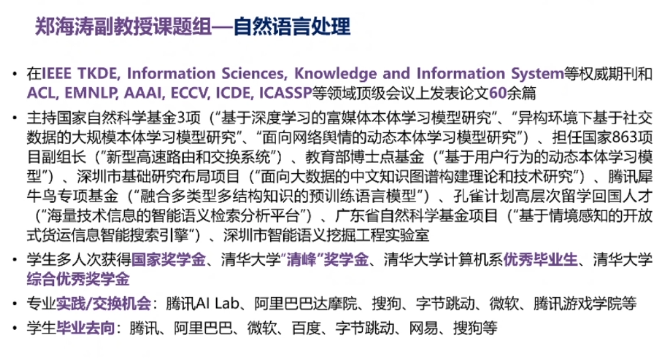 郑海涛副教授课题组—自然语言处理
• 在IEEE TKDE, Information Sciences, Knowledge and Information System等权威期刊和
ACL, EMNLP, AAAI, ECCV, ICDE, ICASSP等领域顶级会议上发表论文60余篇
• 主持国家自然科学基金3项（“基于深度学习的富媒体本体学习模型研究”、“异构环境下基于社交
数据的大规模本体学习模型研究”、“面向网络舆情的动态本体学习模型研究”）、担任国家863项
目副组长（“新型高速路由和交换系统”）、教育部博士点基金（“基于用户行为的动态本体学习模
型”）、深圳市基础研究布局项目（“面向大数据的中文知识图谱构建理论和技术研究”）、腾讯犀
牛鸟专项基金（“融合多类型多结构知识的预训练语言模型”）、孔雀计划高层次留学回国人才
（“海量技术信息的智能语义检索分析平台”）、广东省自然科学基金项目（“基于情境感知的开放
式货运信息智能搜索引擎”）、深圳市智能语义挖掘工程实验室
• 学生多人次获得国家奖学金、清华大学“清峰”奖学金、清华大学计算机系优秀毕业生、清华大学
综合优秀奖学金
• 专业实践/交换机会：腾讯AI Lab、阿里巴巴达摩院、搜狗、字节跳动、微软、腾讯游戏学院等
• 学生毕业去向：腾讯、阿里巴巴、微软、百度、字节跳动、网易、搜狗等